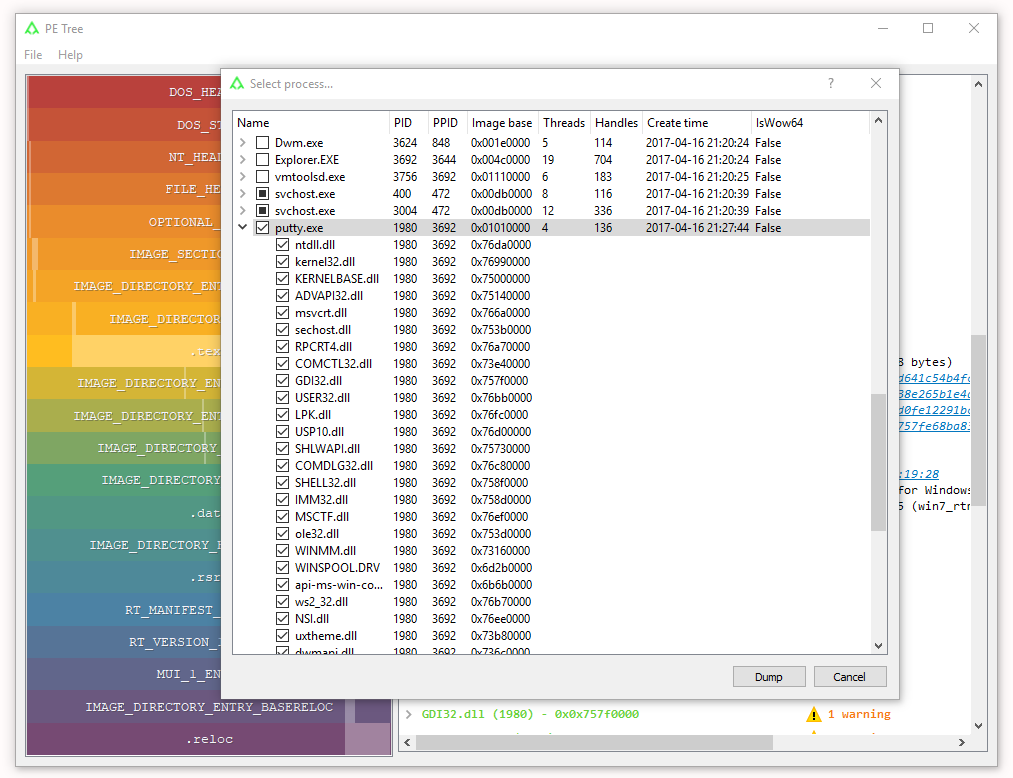 PE Tree
File Help
Select process...
?
Name PID PPID Image base Threads Handles Create time IsWow64
Dwm.exe 3624 848 0x001e0000 5 114 2017-04-16 21:20:24 False
Explorer.EXE 3692 3644 0x004c0000 19 704 2017-04-16 21:20:24 False
vmtoolsd.exe 3756 3692 0x01110000 6 183 2017-04-16 21:20:25 False
svchost.exe 400 472 0x00db0000 8 116 2017-04-16 21:20:39 False
svchost.exe 3004 472 0x00db0000 12 336 2017-04-16 21:20:39 False
putty.exe 1980 3692 0x01010000 4 136 2017-04-16 21:27:44 False
ntdll.dll 1980 3692 0x76da0000
kernel32.dll 1980 3692 0x76990000
KERNELBASE.dll 1980 3692 0x75000000
ADVAPI32.dll 1980 3692 0x75140000
msvcrt.dll 1980 3692 0x766a0000
sechost.dll 1980 3692 0x753b0000
RPCRT4.dll 1980 3692 0x76a70000
COMCTL32.dll 1980 3692 0x73e40000
GDI32.dll 1980 3692 0x757f0000
USER32.dll 1980 3692 0x76bb0000
LPK.dll 1980 3692 0x76fc0000
USP10.dll 1980 3692 0x76d00000
SHLWAPI.dll 1980 3692 0x75730000
COMDLG32.dll 1980 3692 0x76c80000
SHELL32.dll 1980 3692 0x758f0000
IMM32.dll 1980 3692 0x758d0000
MSCTF.dll 1980 3692 0x76ef0000
ole32.dll 1980 3692 0x753d0000
WINMM.dll 1980 3692 0x73160000
WINSPOOL.DRV 1980 3692 0x6d2b0000
api-ms-win-co... 1980 3692 0x6b6b0000
ws2_32.dll 1980 3692 0x76b70000
NSI.dll 1980 3692 0x76ee0000
uxtheme.dll 1980 3692 0x73b80000
dwmapi.dll 1980 3692 0x736c0000
Dump Cancel
DOS_HEA
DOS_ST
NT_HEAD
FILE_HE
OPTIONAL_
IMAGE_SECTIO
IMAGE_DIRECTORY_ENT
IMAGE_DIRECTOR
.tex
IMAGE_DIRECTORY_EN
IMAGE_DIRECTORY_ENT
IMAGE_DIRECTORY_
IMAGE_DIRECTORY
.dat
IMAGE_DIRECTORY_
.rsr
RT_MANIFEST_
RT_VERSION_
MUI_1_EN
IMAGE_DIRECTORY_ENTRY_BASERELOC
.reloc
bytes)
d641c54b4f
38e265b1e4
d0fe12291b
757fe68ba8
:19:28
for Windows
(win7_rt
GDI32.dll (1980) - 0x0x757f0000 1 warning